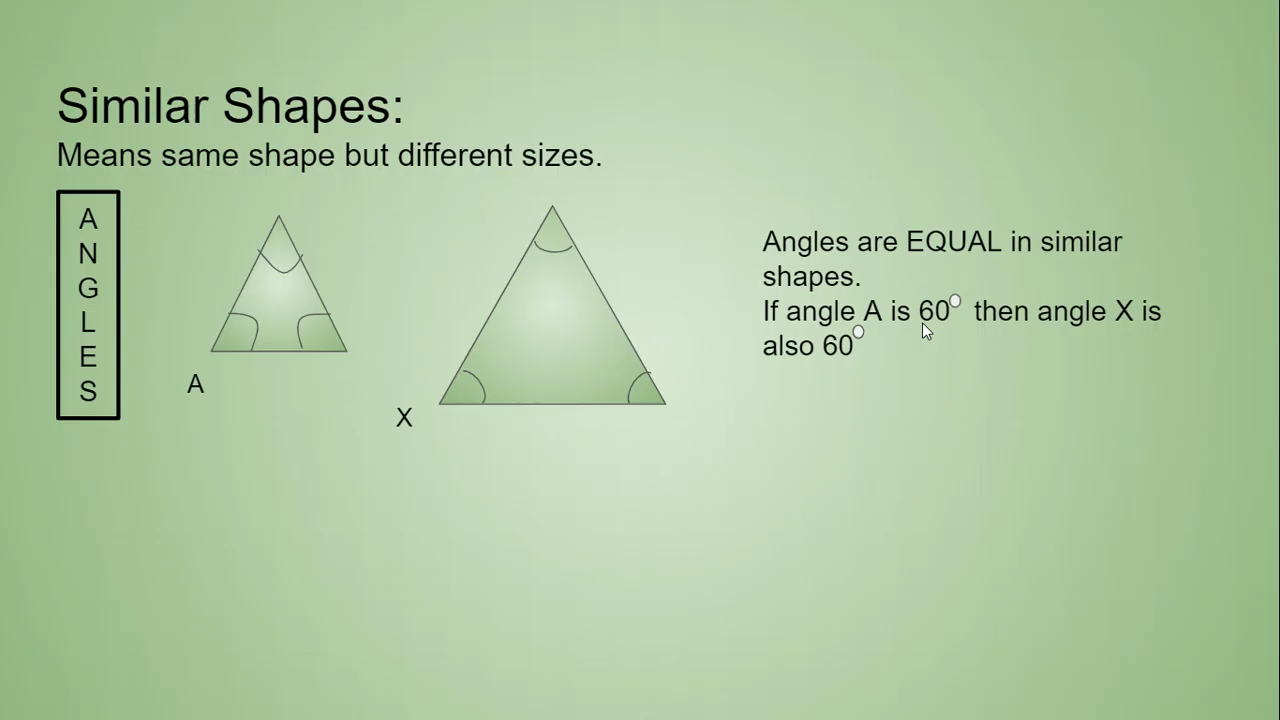 Similar Shapes:
Means same shape but different sizes.
A
N
G
L
E
S
A
X
Angles are EQUAL in similar
shapes.
If angle A is 60° then angle X is
also 60°